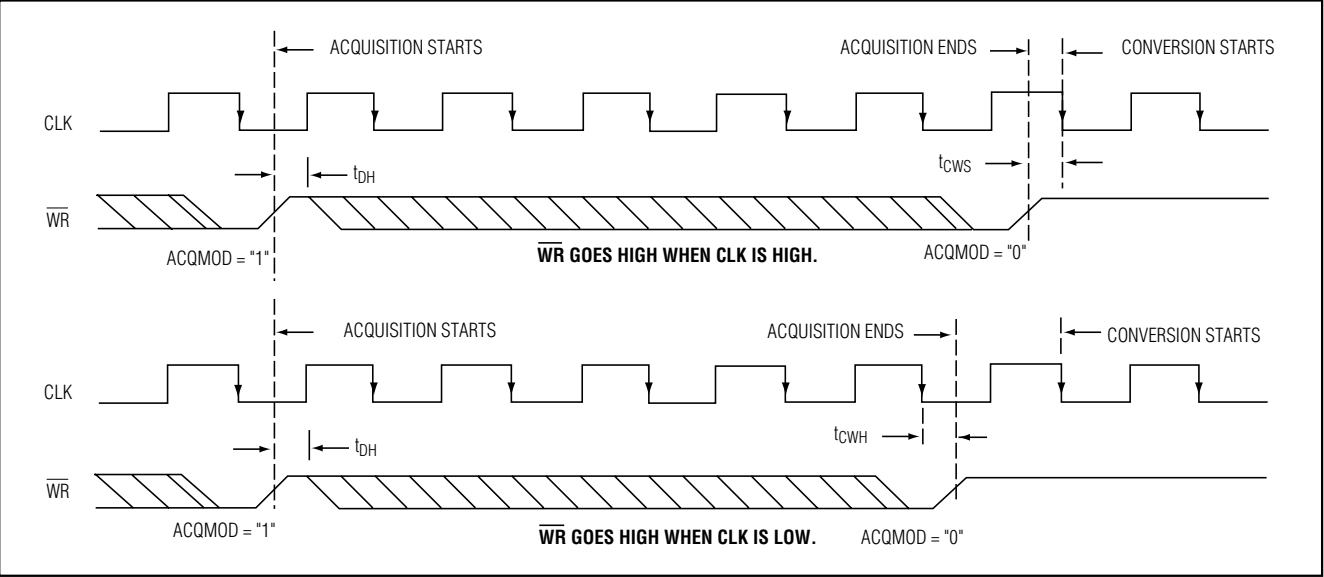 ACQUISITION STARTS
ACQUISITION ENDS
CONVERSION STARTS
CLK
tDH
tCWS
WR
ACQMOD = "1"
WR GOES HIGH WHEN CLK IS HIGH.
ACQMOD = "0"
ACQUISITION STARTS
ACQUISITION ENDS
CONVERSION STARTS
CLK
tDH
tCWH
WR
ACQMOD = "1"
WR GOES HIGH WHEN CLK IS LOW.
ACQMOD = "0"